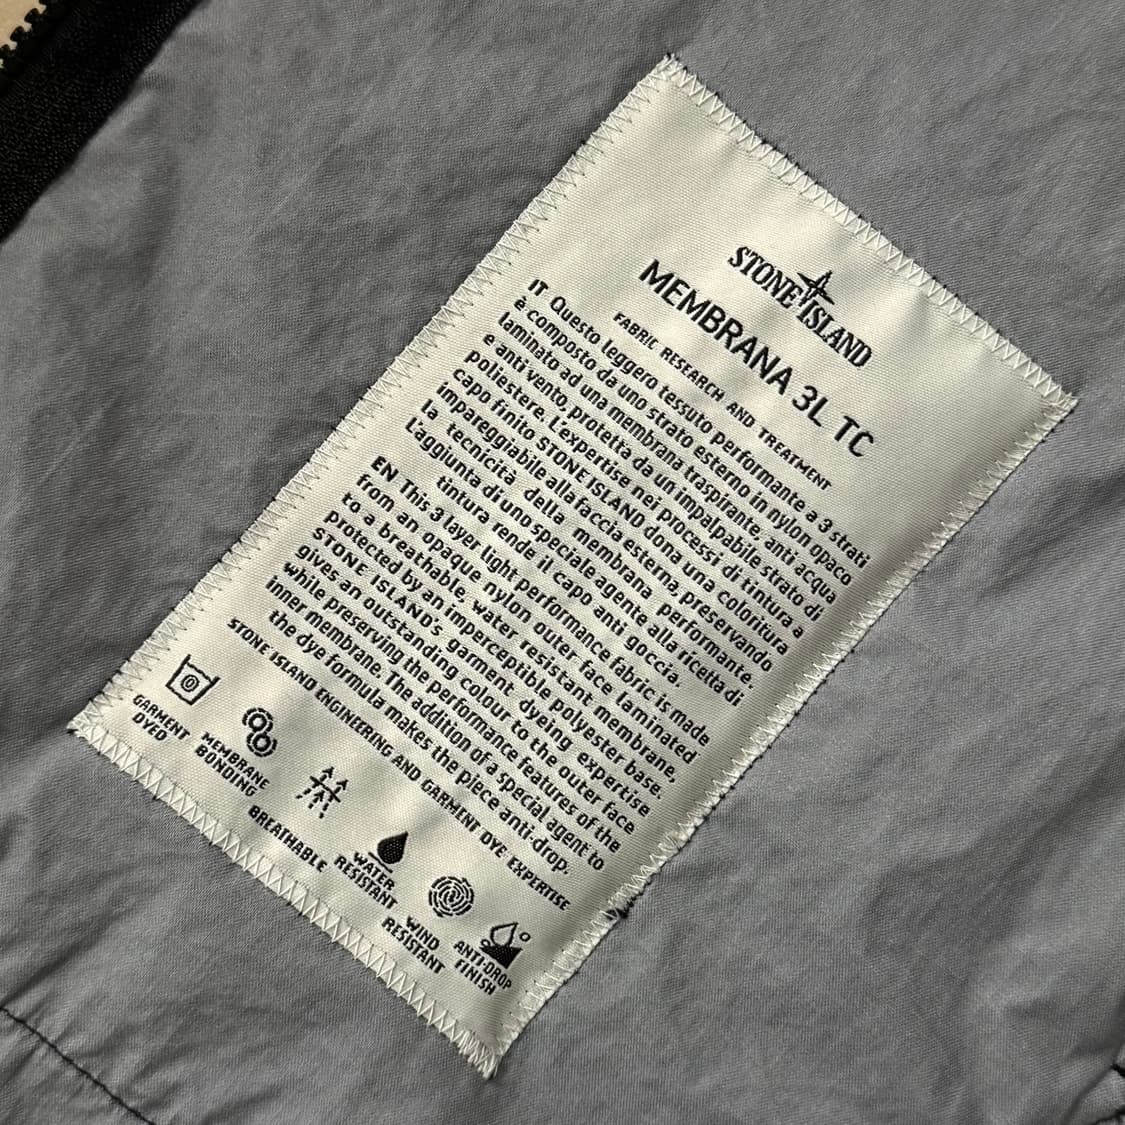 STONE ISLAND
MEMBRANA 3L TC
FABRIC RESEARCH AND TREATMENT
IT Questo leggero tessuto performante a 3 strati
è composto da uno strato esterno in nylon opaco
laminato ad una membrana traspirante, anti acqua
e anti vento, protetta da un impalpabile strato di
poliestere. L'expertise nei processi di tintura a
capo finito STONE ISLAND dona una coloritura
impareggiabile alla faccia esterna, preservando
la tecnicità della membrana performante.
L'aggiunta di uno speciale agente alla ricetta di
tintura rende il capo anti goccia.
EN This 3 layer light performance fabric is made
from an opaque nylon outer face laminated
to a breathable, water resistant membrane,
protected by an imperceptible polyester base.
STONE ISLAND's garment dyeing expertise
gives an outstanding colour to the outer face
while preserving the performance features of the
inner membrane. The addition of a special agent to
the dye formula makes the piece anti-drop.
STONE ISLAND ENGINEERING AND GARMENT DYE EXPERTISE
GARMENT
DYED
MEMBRANE
BONDING
BREATHABLE
WATER
RESISTANT
WIND
RESISTANT
ANTI-DROP
FINISH